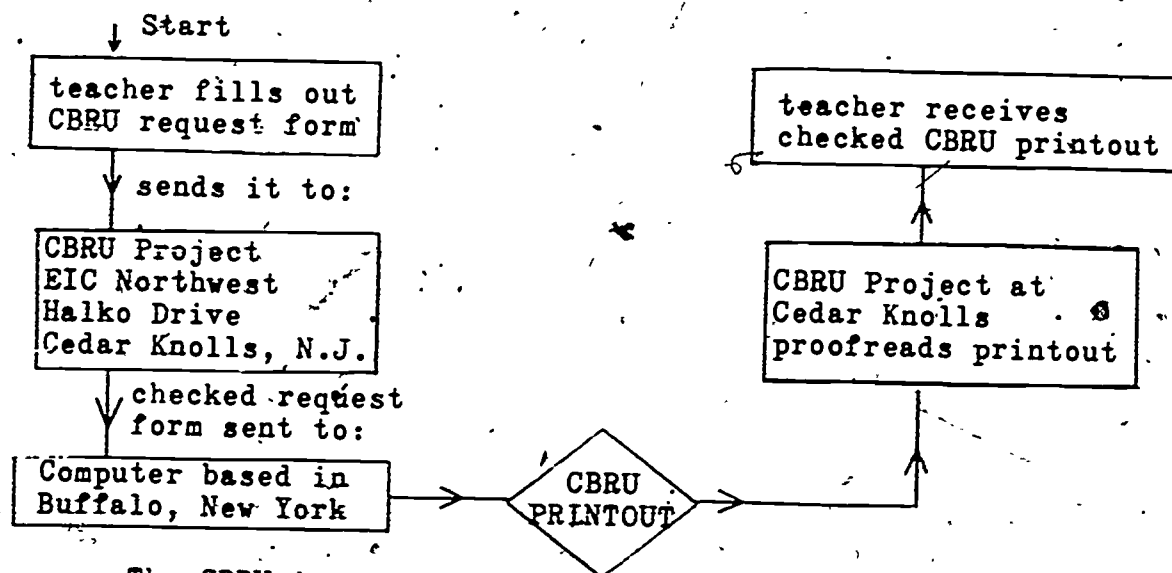 Start
teacher fills out
CBRU request form
sends it to:
CBRU Project
EIC Northwest
Halko Drive
Cedar Knolls, N.J.
checked request
form sent to:
Computer based in
Buffalo, New York
CBRU
PRINTOUT
CBRU Project at
Cedar Knolls
proofreads printout
teacher receives
checked CBRU printout